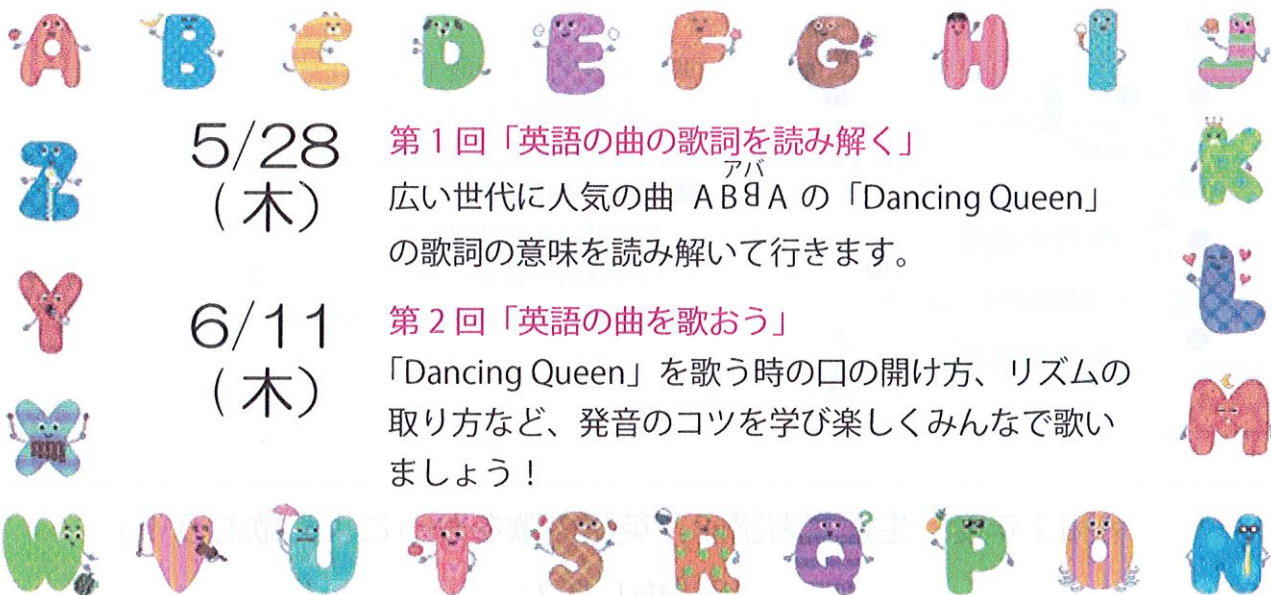 A B C D E F G H I J
5/28
(木)
第1回「英語の曲の歌詞を読み解く」
アバ
広い世代に人気の曲 ABBA の「Dancing Queen」
の歌詞の意味を読み解いて行きます。
6/11
(木)
第2回「英語の曲を歌おう」
「Dancing Queen」を歌う時の口の開け方、リズムの
取り方など、発音のコツを学び楽しくみんなで歌い
ましょう！
Z
Y
X
K
L
M
W V U T S R Q P O N